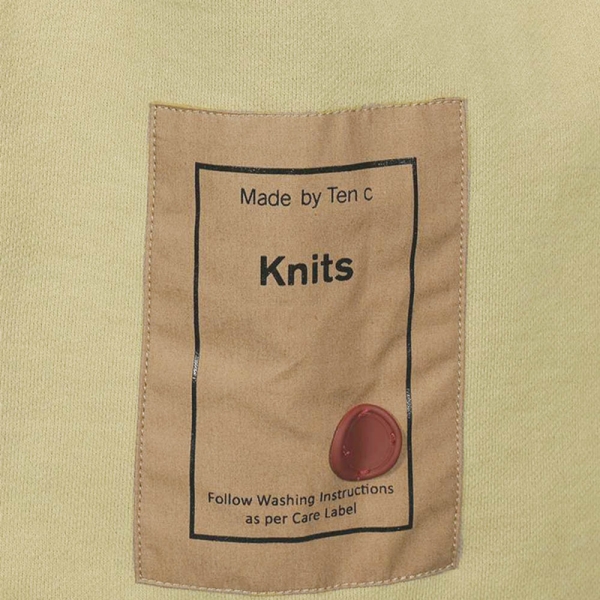 Made by Ten c
Knits
Follow Washing Instructions
as per Care Label